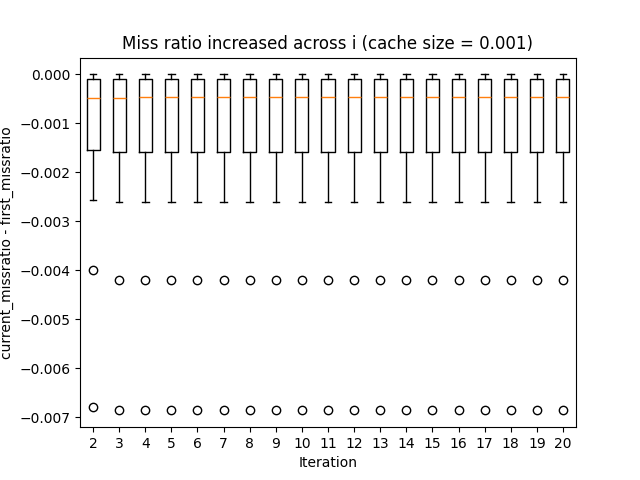 Miss ratio increased across i (cache size = 0.001)
current_missratio - first_missratio
0.000
−0.001
−0.002
−0.003
−0.004
−0.005
−0.006
−0.007
2 3 4 5 6 7 8 9 10 11 12 13 14 15 16 17 18 19 20
Iteration